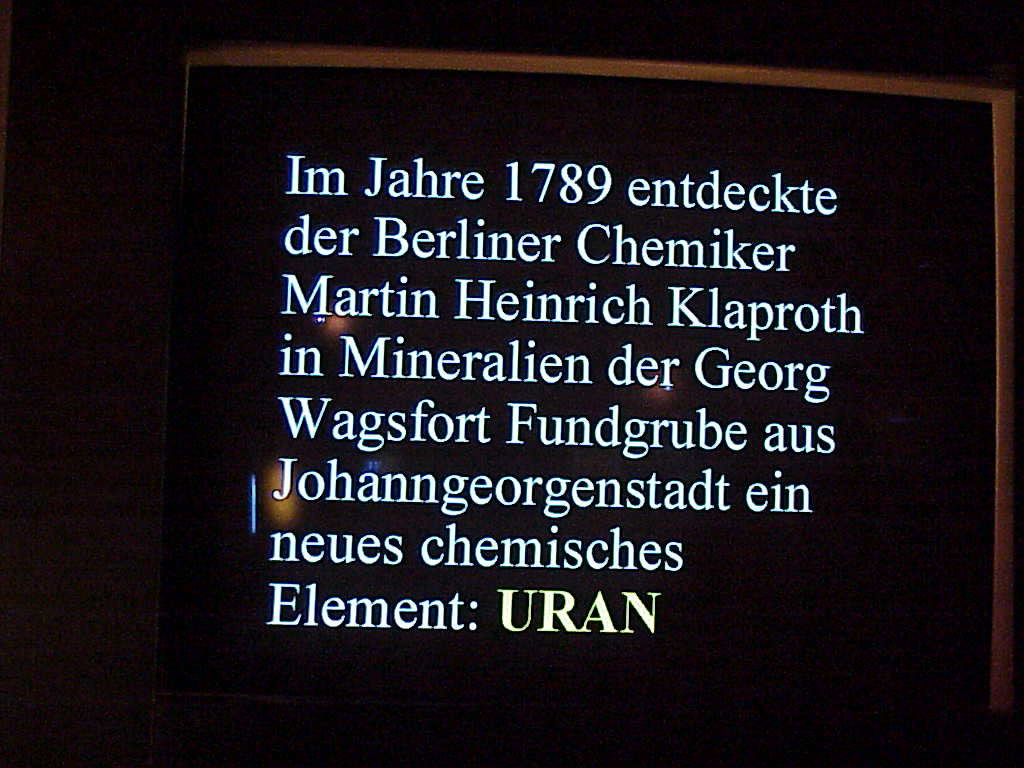 Im Jahre 1789 entdeckte
der Berliner Chemiker
Martin Heinrich Klaproth
in Mineralien der Georg
Wagsfort Fundgrube aus
Johanngeorgenstadt ein
neues chemisches
Element: URAN